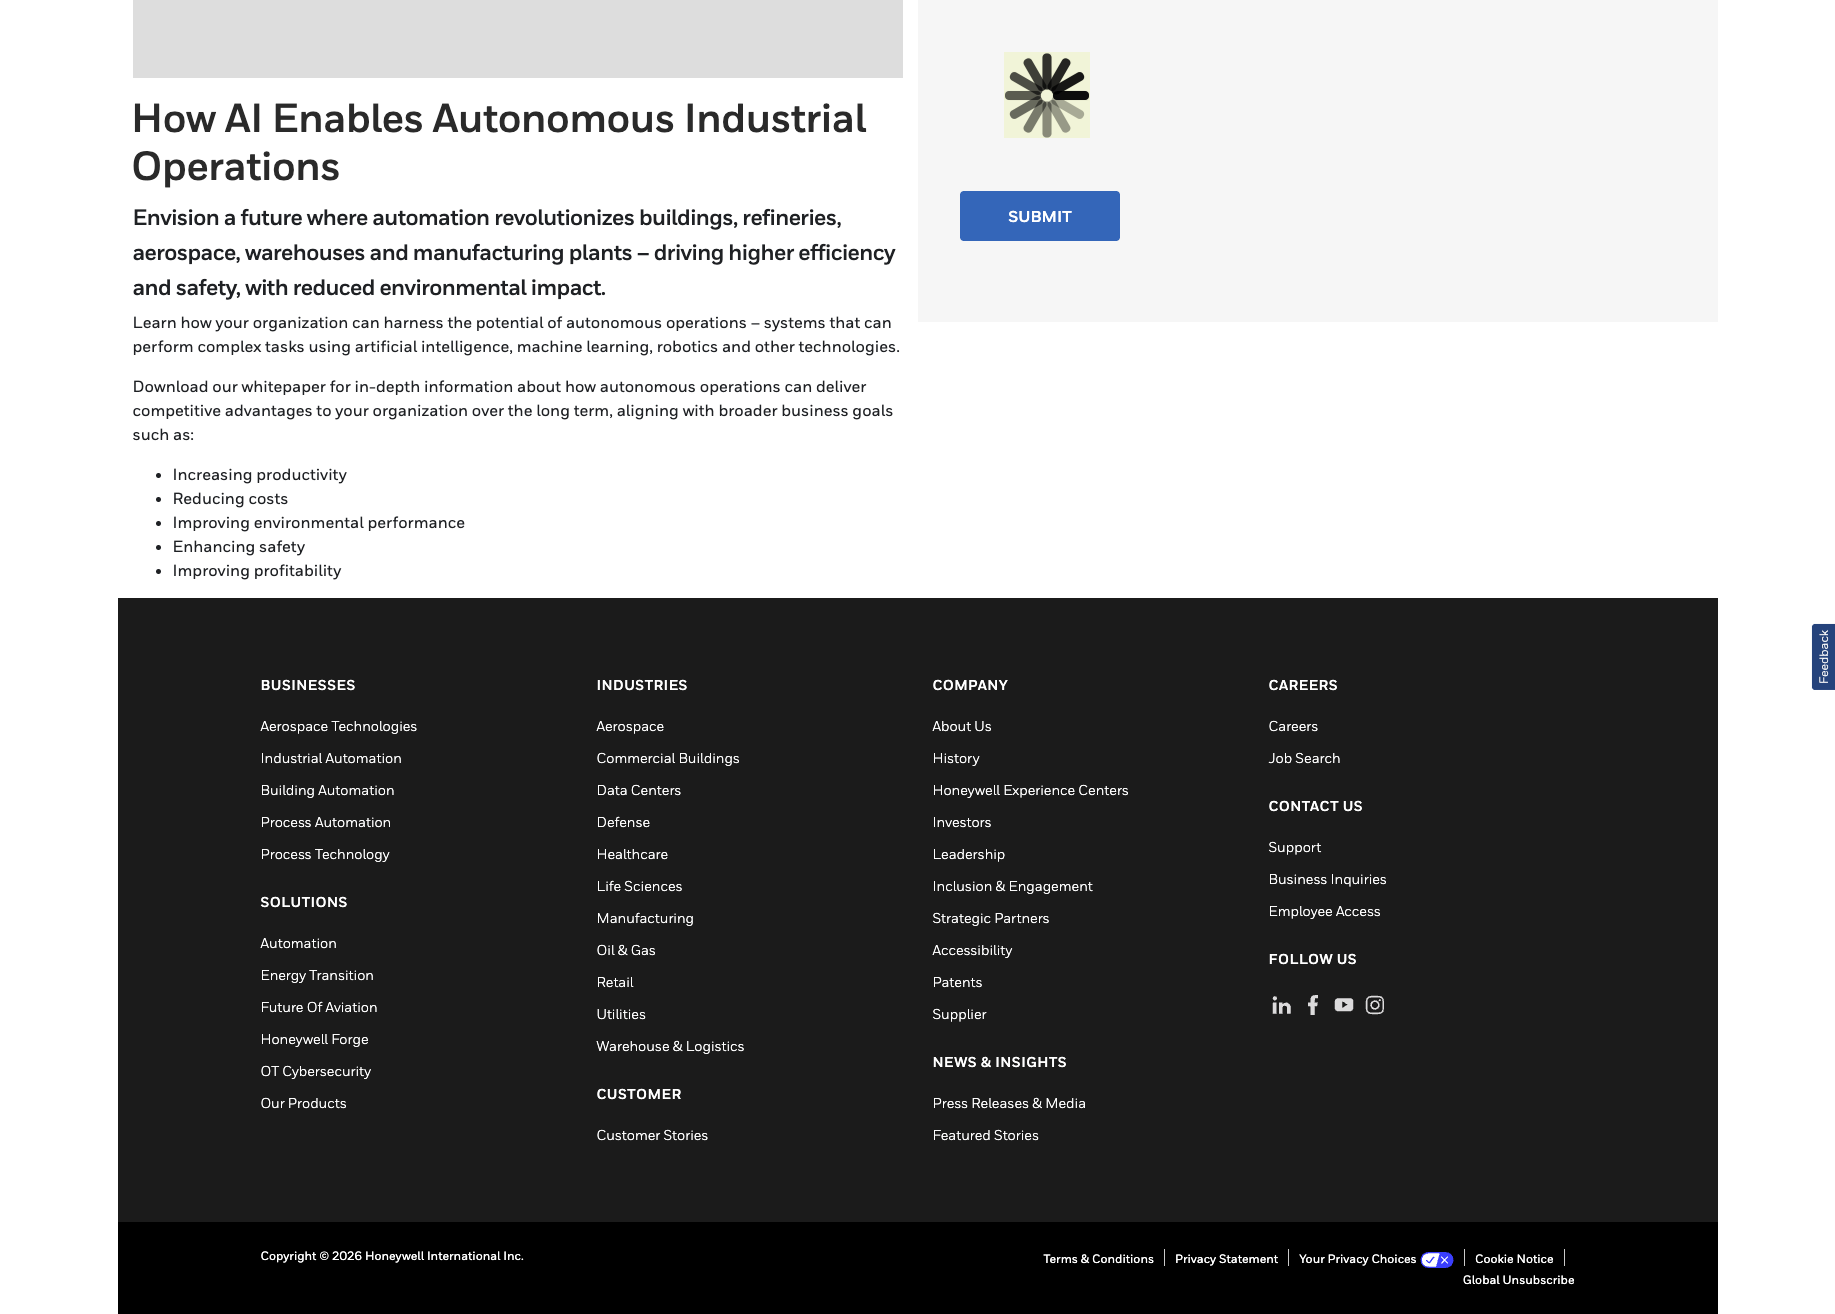 How AI Enables Autonomous Industrial
Operations
Envision a future where automation revolutionizes buildings, refineries,
aerospace, warehouses and manufacturing plants – driving higher efficiency
and safety, with reduced environmental impact.
Learn how your organization can harness the potential of autonomous operations – systems that can
perform complex tasks using artificial intelligence, machine learning, robotics and other technologies.
Download our whitepaper for in-depth information about how autonomous operations can deliver
competitive advantages to your organization over the long term, aligning with broader business goals
such as:
• Increasing productivity
• Reducing costs
• Improving environmental performance
• Enhancing safety
• Improving profitability
SUBMIT
Feedback
BUSINESSES
Aerospace Technologies
Industrial Automation
Building Automation
Process Automation
Process Technology
SOLUTIONS
Automation
Energy Transition
Future Of Aviation
Honeywell Forge
OT Cybersecurity
Our Products
INDUSTRIES
Aerospace
Commercial Buildings
Data Centers
Defense
Healthcare
Life Sciences
Manufacturing
Oil & Gas
Retail
Utilities
Warehouse & Logistics
CUSTOMER
Customer Stories
COMPANY
About Us
History
Honeywell Experience Centers
Investors
Leadership
Inclusion & Engagement
Strategic Partners
Accessibility
Patents
Supplier
NEWS & INSIGHTS
Press Releases & Media
Featured Stories
CAREERS
Careers
Job Search
CONTACT US
Support
Business Inquiries
Employee Access
FOLLOW US
Copyright © 2026 Honeywell International Inc.
Terms & Conditions | Privacy Statement | Your Privacy Choices | Cookie Notice |
Global Unsubscribe